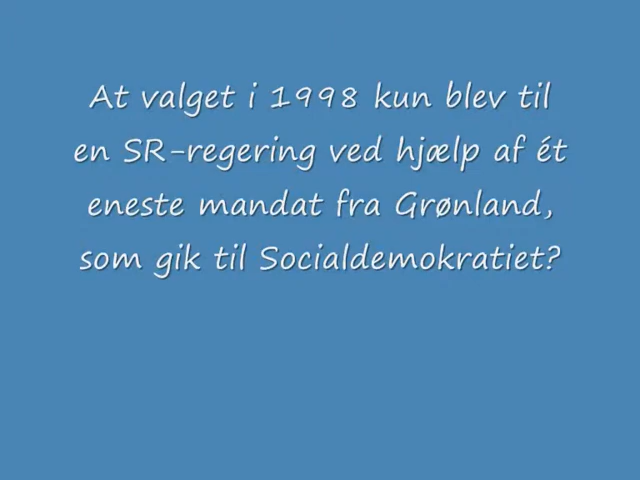 At valget i 1998 kun blev til
en SR-regering ved hjælp af ét
eneste mandat fra Grønland,
som gik til Socialdemokratiet?